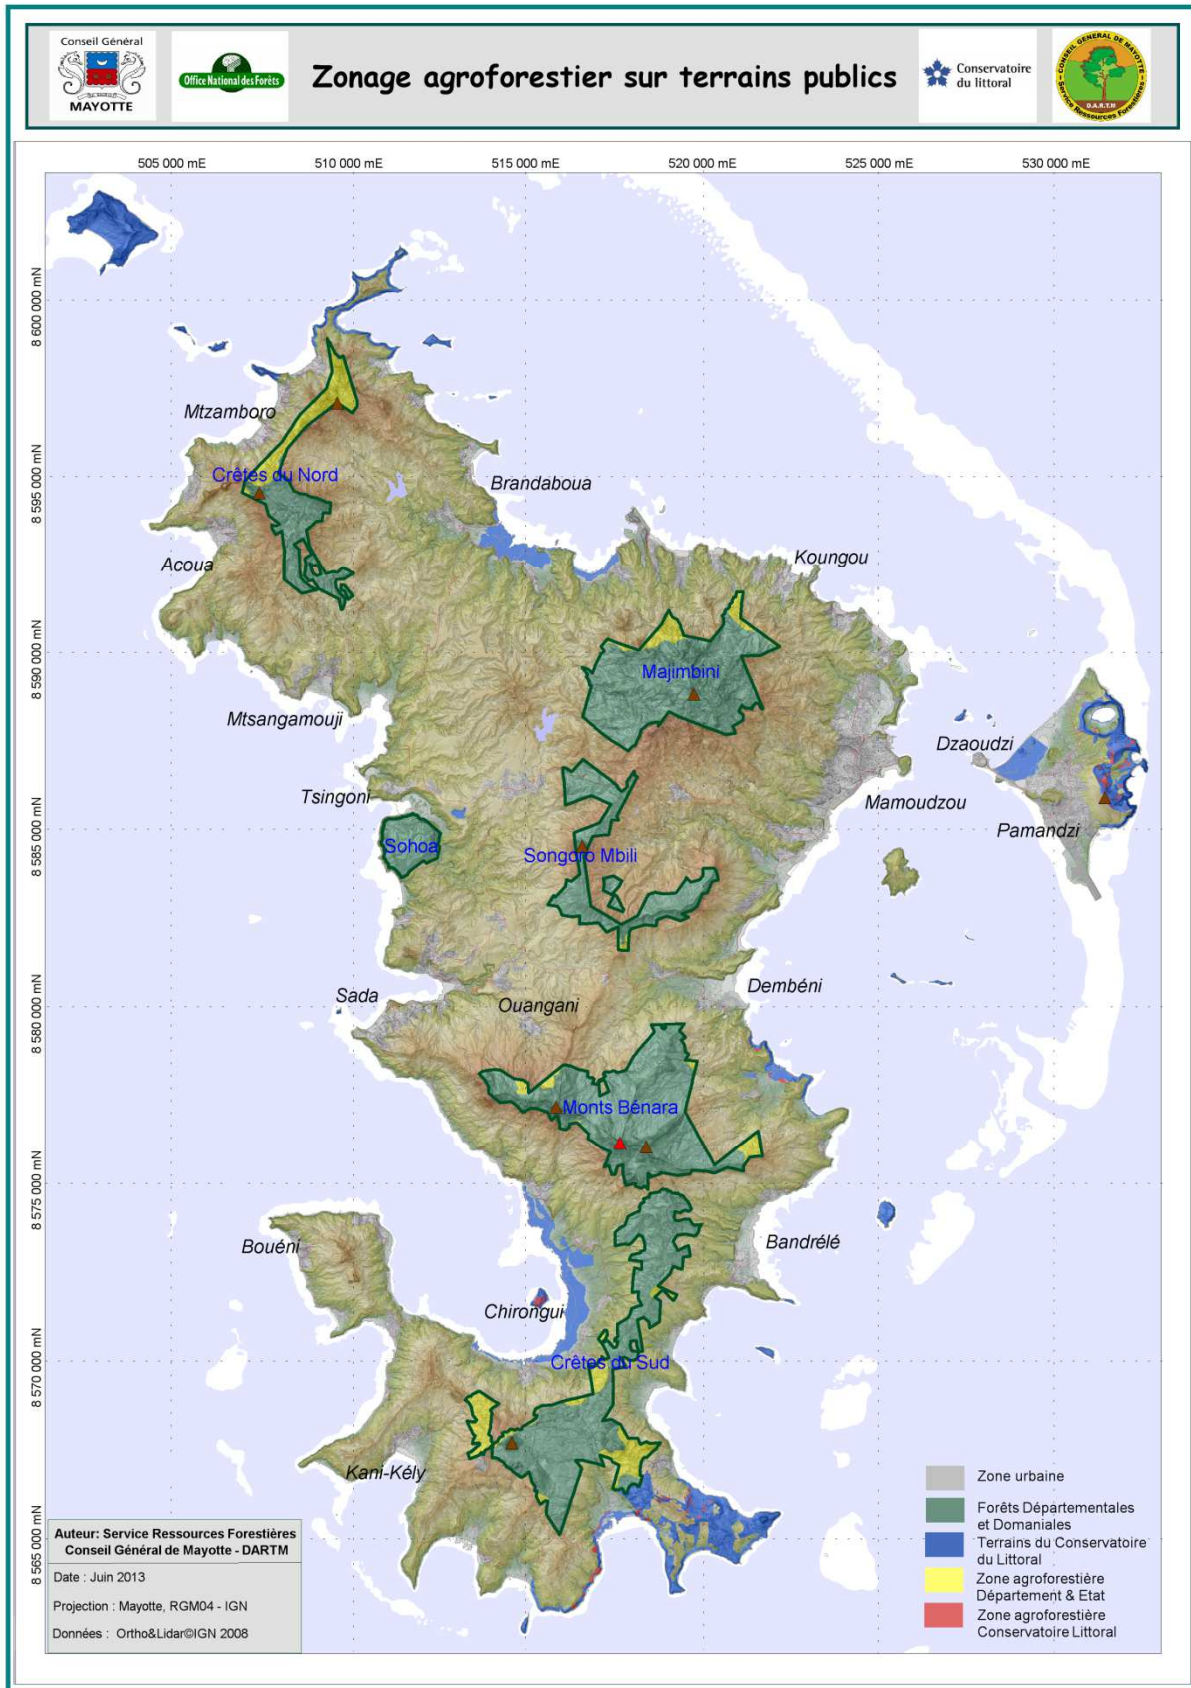 Conseil Général
MAYOTTE
Office National des Forêts
Zonage agroforestier sur terrains publics
Conservatoire
du littoral
CONSEIL GENERAL DE MAYOTTE
Service Ressources Forestières
D.A.R.T.M
505 000 mE
510 000 mE
515 000 mE
520 000 mE
525 000 mE
530 000 mE
8 600 000 mN
8 595 000 mN
8 590 000 mN
8 585 000 mN
8 580 000 mN
8 575 000 mN
8 570 000 mN
8 565 000 mN
Mtzamboro
Crêtes du Nord
Brandaboua
Acoua
Koungou
Majimbini
Mtsangamouji
Dzaoudzi
Tsingoni
Mamoudzou
Pamandzi
Sohoa
Songoro Mbili
Dembéni
Sada
Ouangani
Monts Bénara
Bouéni
Bandrélé
Chirongui
Crêtes du Sud
Kani-Kély
Zone urbaine
Forêts Départementales
et Domaniales
Terrains du Conservatoire
du Littoral
Zone agroforestière
Département & Etat
Zone agroforestière
Conservatoire Littoral
Auteur: Service Ressources Forestières
Conseil Général de Mayotte - DARTM
Date : Juin 2013
Projection : Mayotte, RGM04 - IGN
Données : Ortho&Lidar©IGN 2008